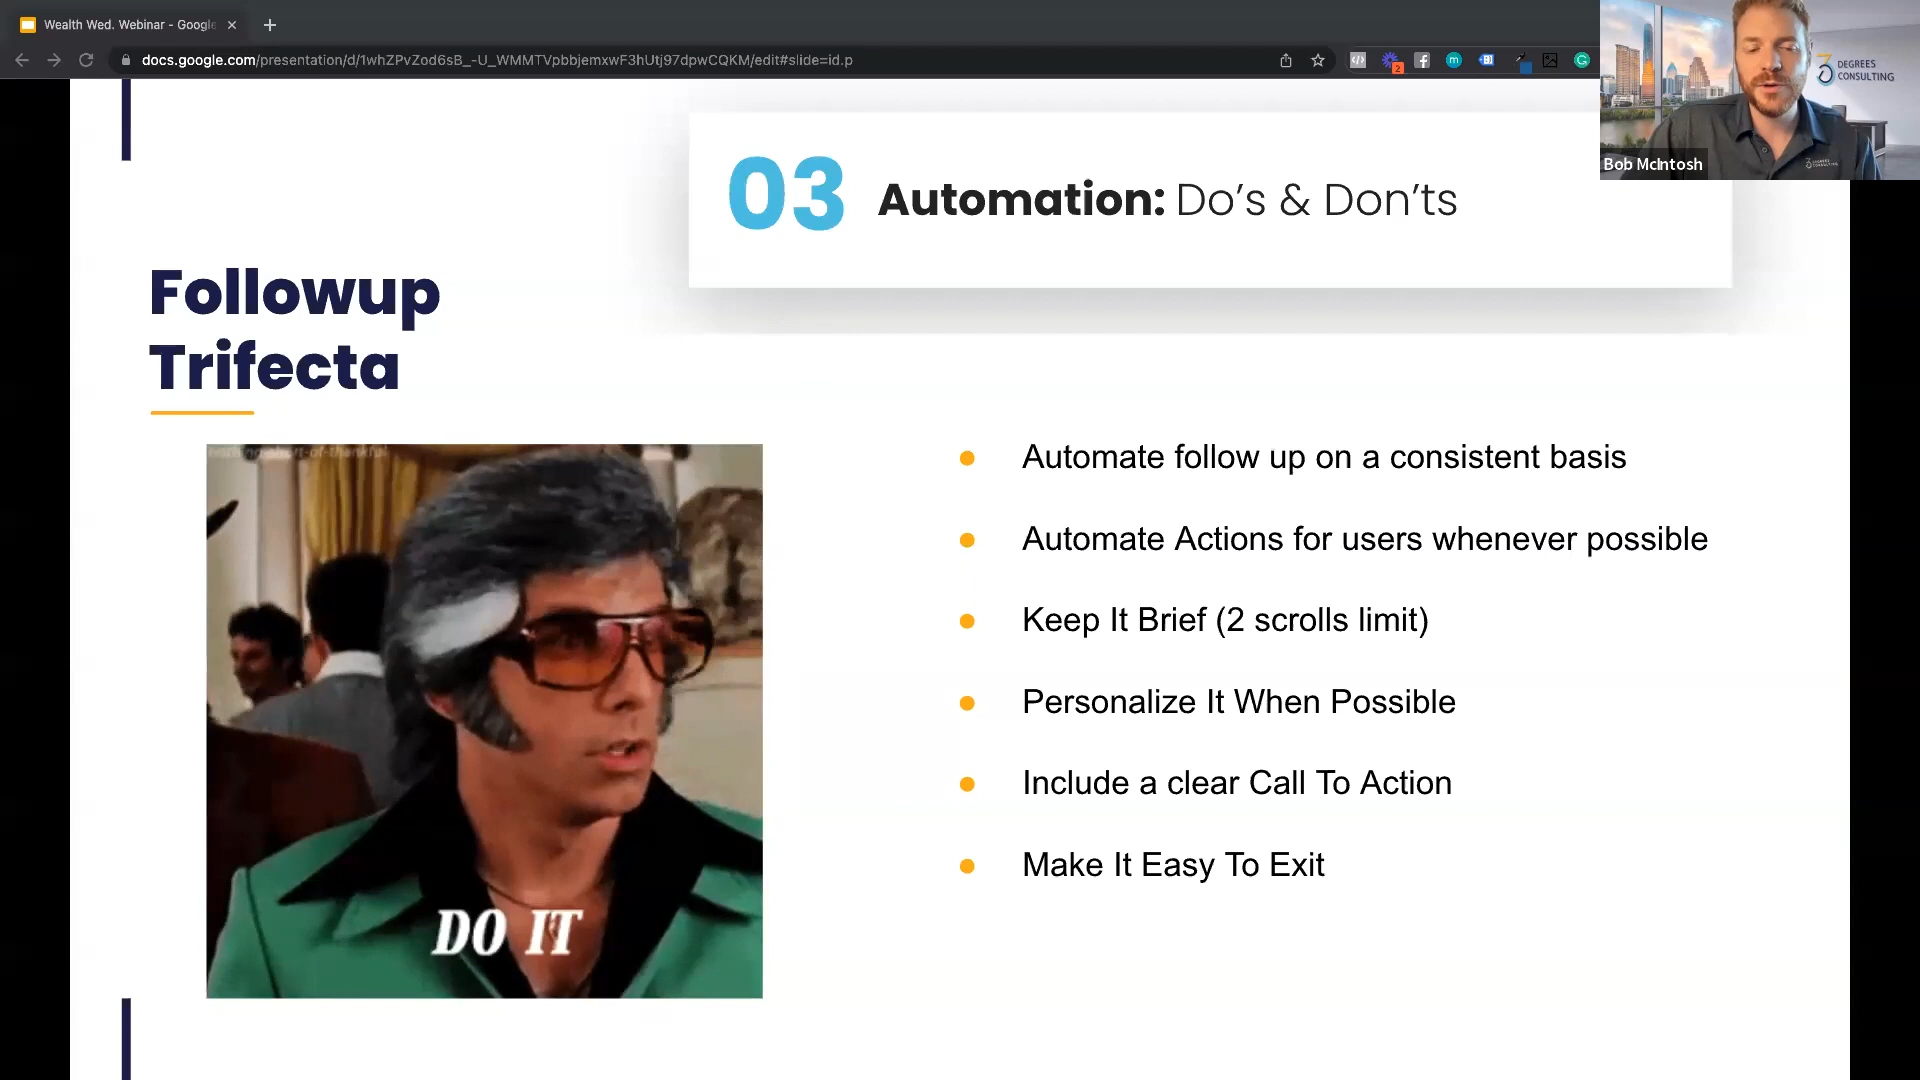 Wealth Wed. Webinar - Google
docs.google.com/presentation/d/1whZPvZod6sB_-U_WMMTVpbbjemxwF3hUtj97dpwCQKM/edit#slide=id.p
2
3 DEGREES
CONSULTING
Bob McIntosh
03 Automation: Do’s & Don’ts
Followup
Trifecta
DO IT
Automate follow up on a consistent basis
Automate Actions for users whenever possible
Keep It Brief (2 scrolls limit)
Personalize It When Possible
Include a clear Call To Action
Make It Easy To Exit